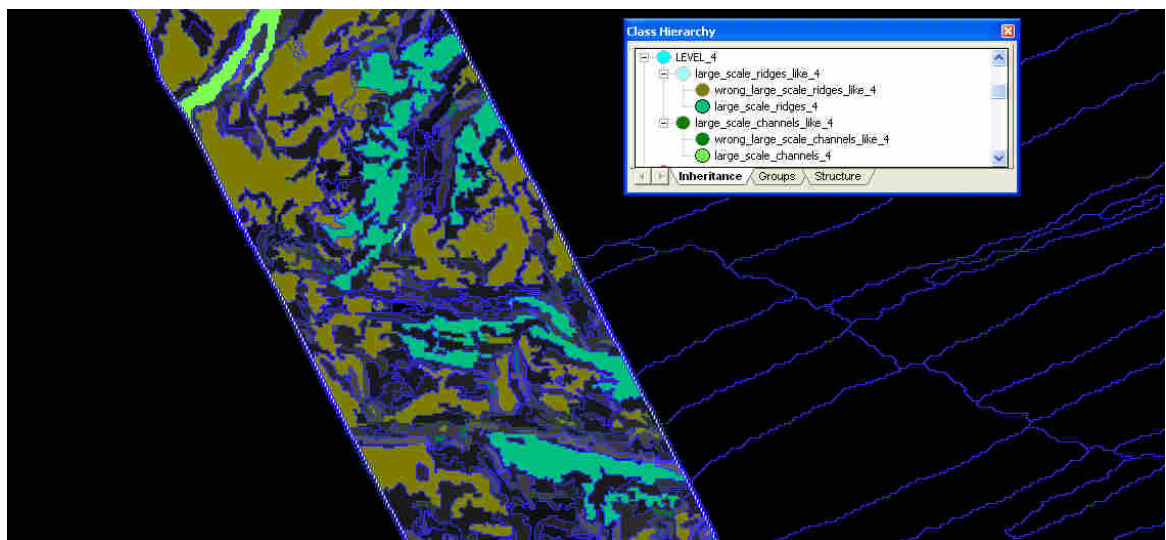 Class Hierarchy
LEVEL_4
large_scale_ridges_like_4
wrong_large_scale_ridges_like_4
large_scale_ridges_4
large_scale_channels_like_4
wrong_large_scale_channels_like_4
large_scale_channels_4
Inheritance Groups Structure